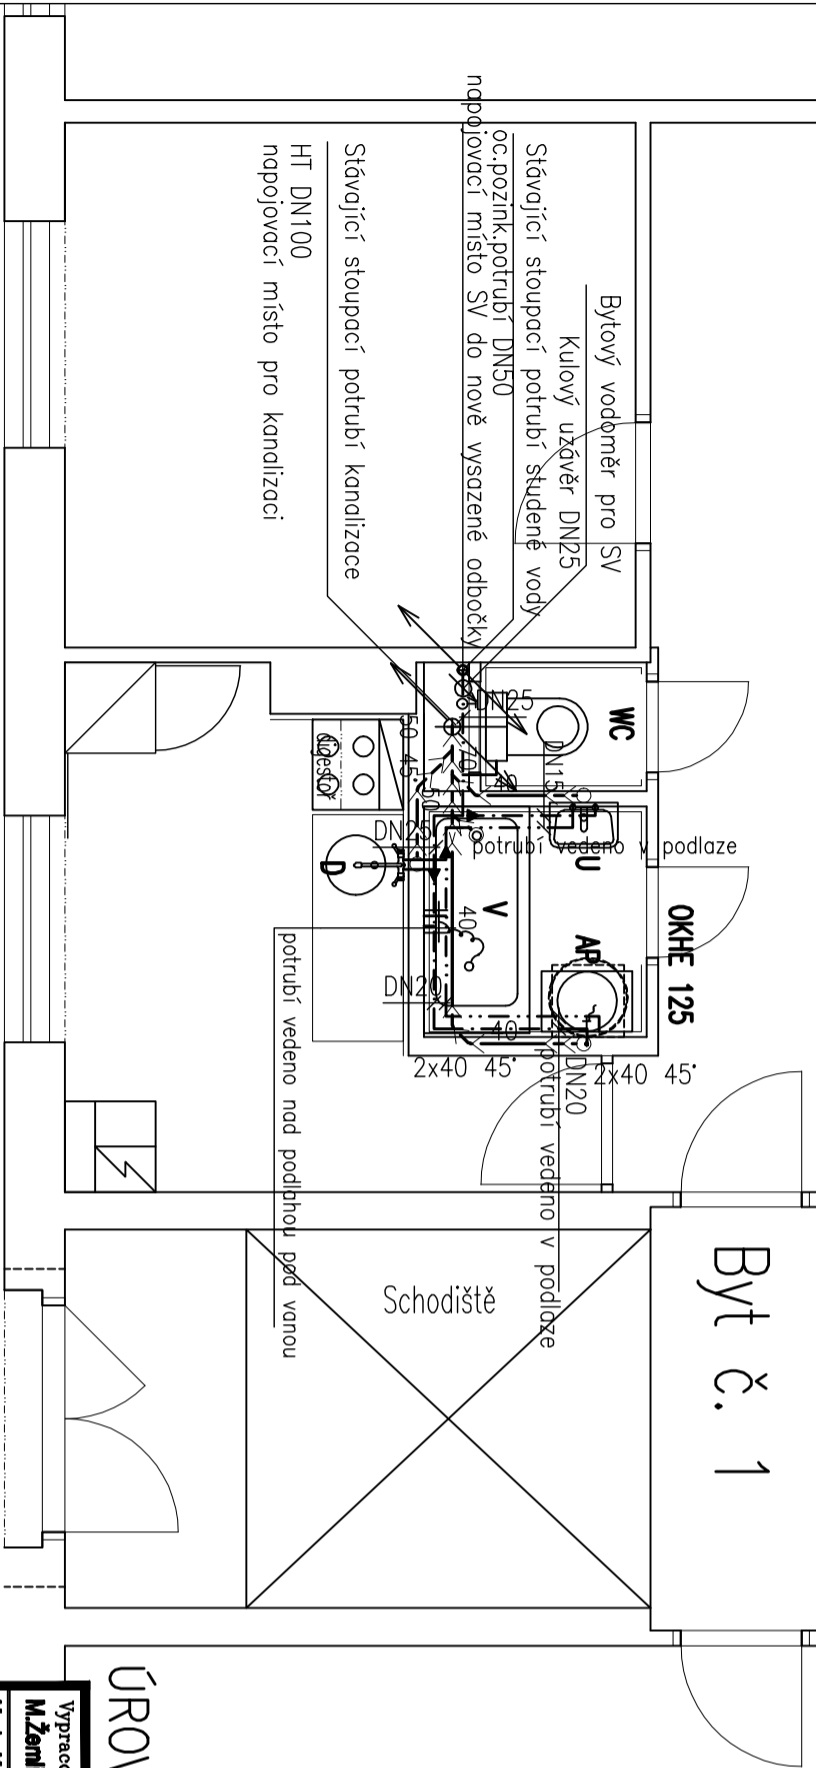 Bytový vodoměr pro SV
Kulový uzávěr DN25
Stávající stoupací potrubí studené vody
oc.pozink.potrubí DN50
napojovací místo SV do nově vysazené odbočky
Stávající stoupací potrubí kanalizace
HT DN100
napojovací místo pro kanalizaci
WC
DN25
DN15
50
45
70
40
50
digestoř
DN25
potrubí vedeno v podlaze
U
D
V
40
AP
OKHE 125
DN20
40
2x40 45°
2x40 45°
DN20
potrubí vedeno v podlaze
potrubí vedeno nad podlahou pod vanou
Schodiště
Byt č. 1